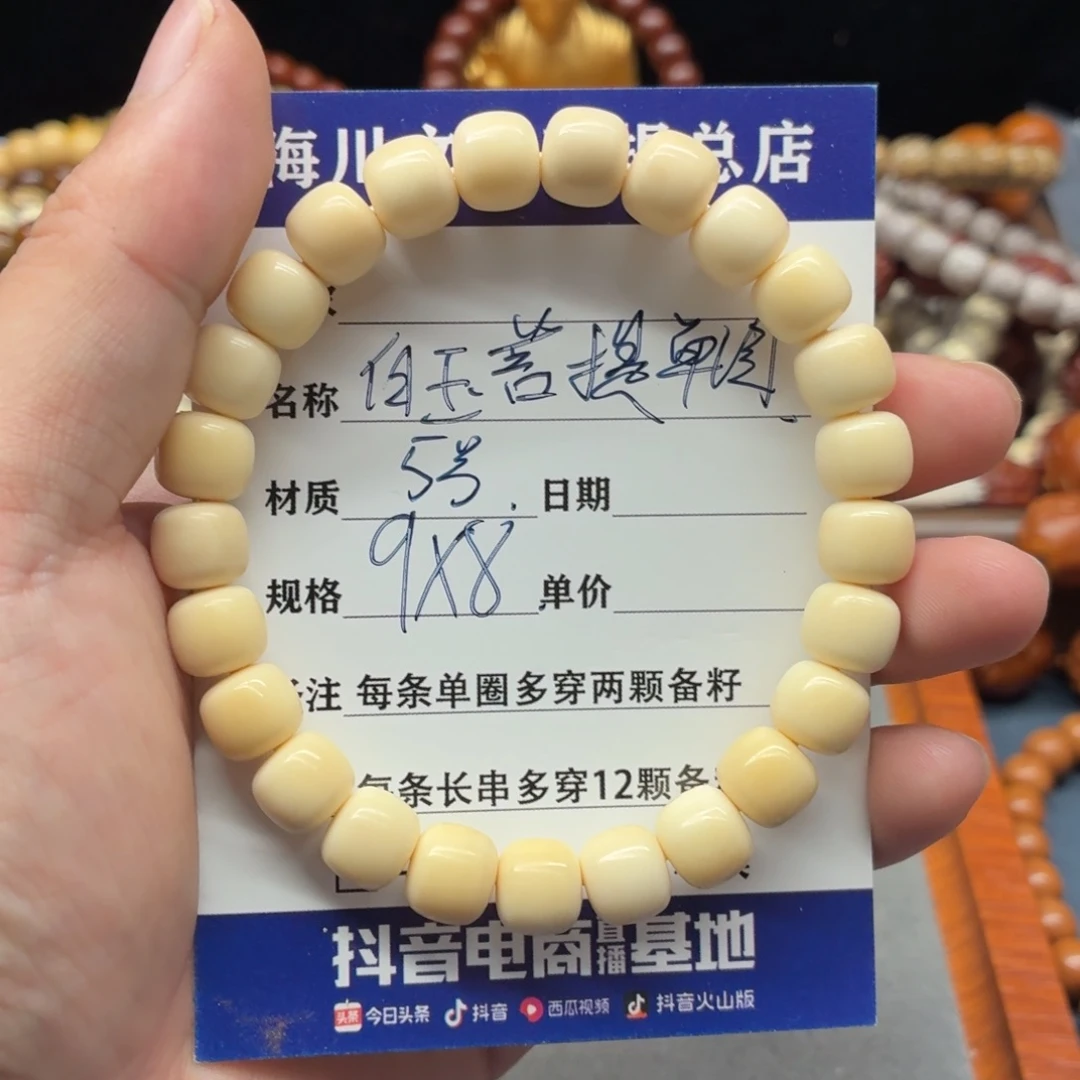 海川 总店
名称 白玉菩提单圈
材质 5号. 日期
规格 9X8 单价
注 每条单圈多穿两颗备籽
每条长串多穿12颗备
抖音电商直播基地
头条 今日头条 抖音 西瓜视频 抖音火山版